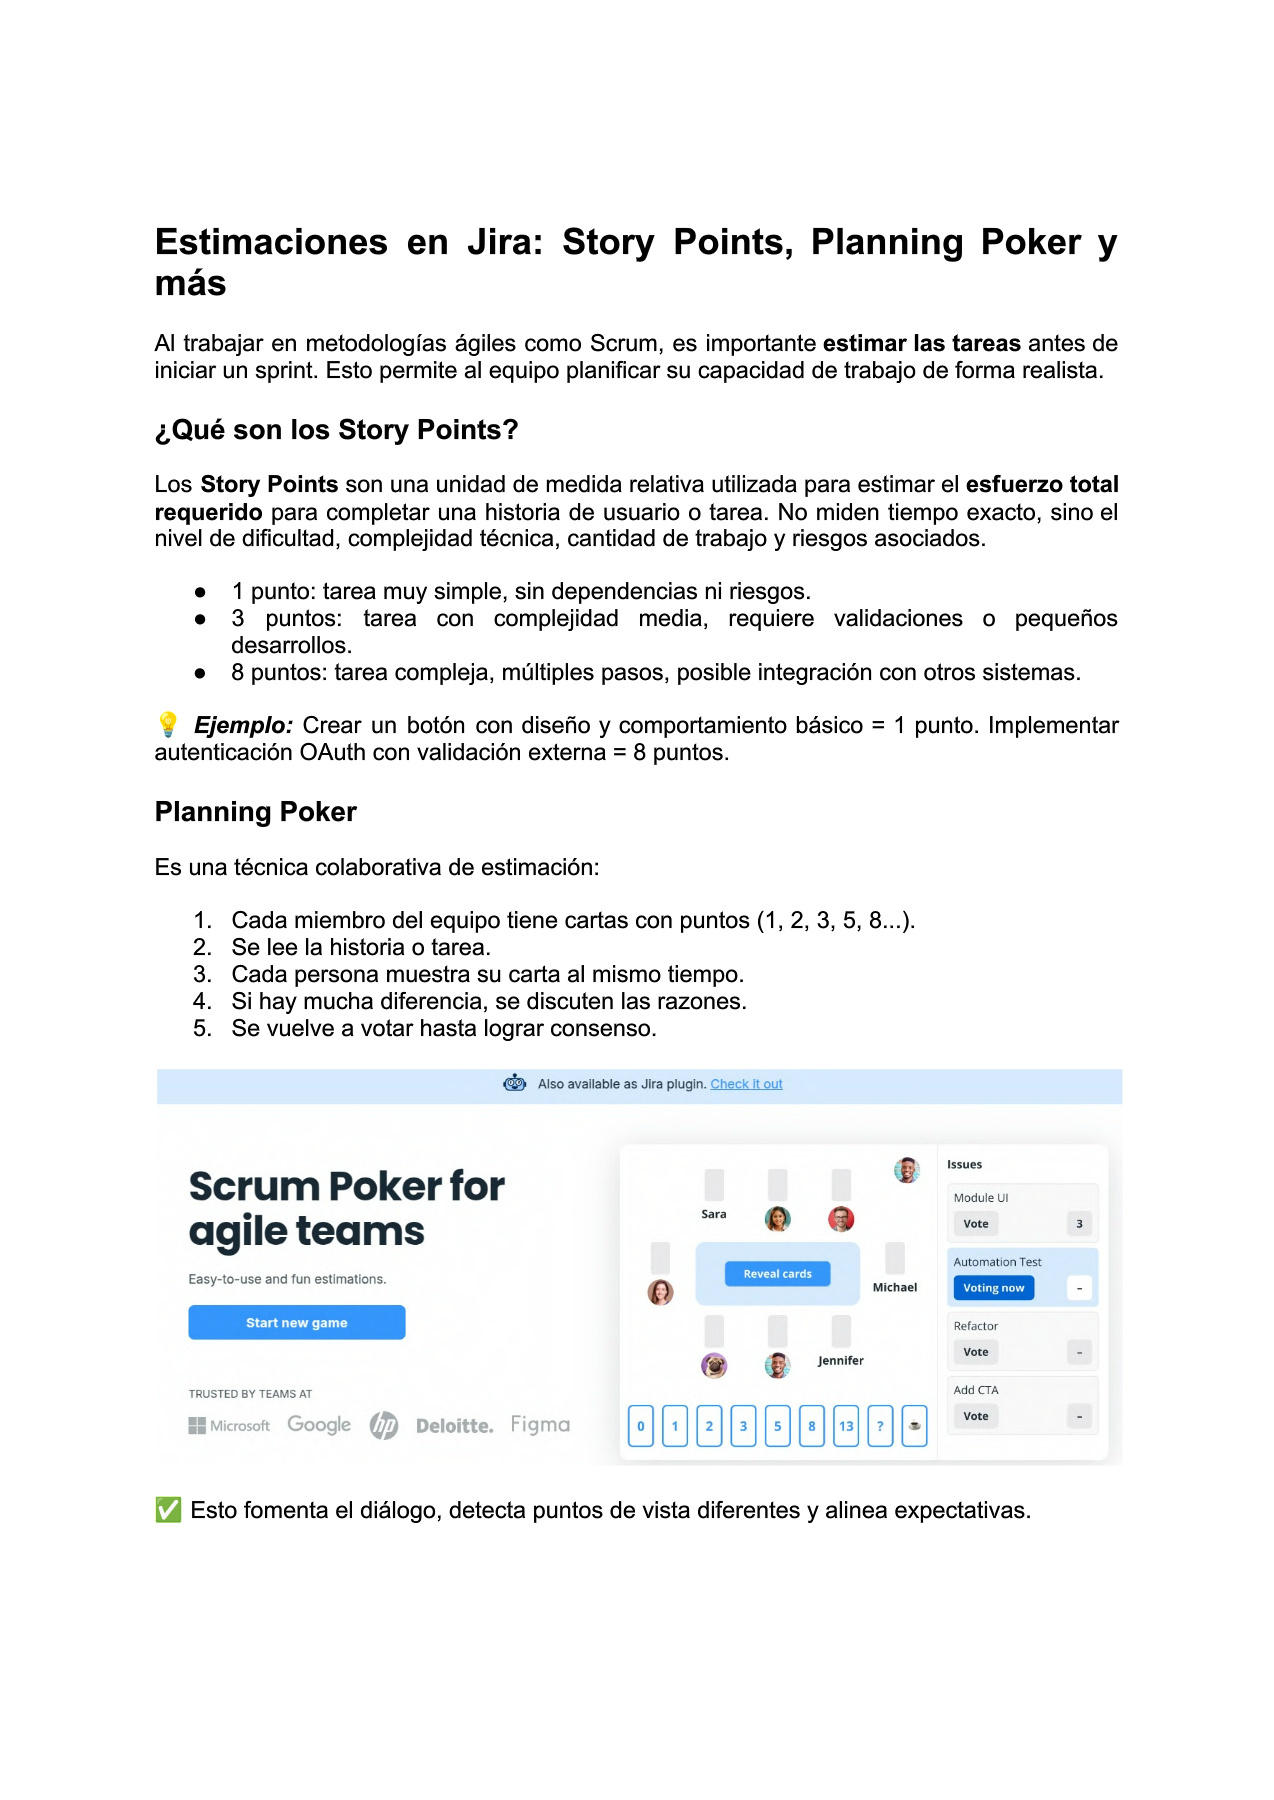 Estimaciones en Jira: Story Points, Planning Poker y
más
Al trabajar en metodologías ágiles como Scrum, es importante estimar las tareas antes de
iniciar un sprint. Esto permite al equipo planificar su capacidad de trabajo de forma realista.
¿Qué son los Story Points?
Los Story Points son una unidad de medida relativa utilizada para estimar el esfuerzo total
requerido para completar una historia de usuario o tarea. No miden tiempo exacto, sino el
nivel de dificultad, complejidad técnica, cantidad de trabajo y riesgos asociados.
● 1 punto: tarea muy simple, sin dependencias ni riesgos.
● 3 puntos: tarea con complejidad media, requiere validaciones o pequeños
desarrollos.
● 8 puntos: tarea compleja, múltiples pasos, posible integración con otros sistemas.
💡 Ejemplo: Crear un botón con diseño y comportamiento básico = 1 punto. Implementar
autenticación OAuth con validación externa = 8 puntos.
Planning Poker
Es una técnica colaborativa de estimación:
1. Cada miembro del equipo tiene cartas con puntos (1, 2, 3, 5, 8...).
2. Se lee la historia o tarea.
3. Cada persona muestra su carta al mismo tiempo.
4. Si hay mucha diferencia, se discuten las razones.
5. Se vuelve a votar hasta lograr consenso.
Also available as Jira plugin. Check it out
Scrum Poker for
agile teams
Easy-to-use and fun estimations.
Start new game
TRUSTED BY TEAMS AT
Microsoft Google hp Deloitte. Figma
Sara
Reveal cards
Michael
Jennifer
0 1 2 3 5 8 13 ?
Issues
Module UI
Vote 3
Automation Test
Voting now -
Refactor
Vote -
Add CTA
Vote -
✅ Esto fomenta el diálogo, detecta puntos de vista diferentes y alinea expectativas.